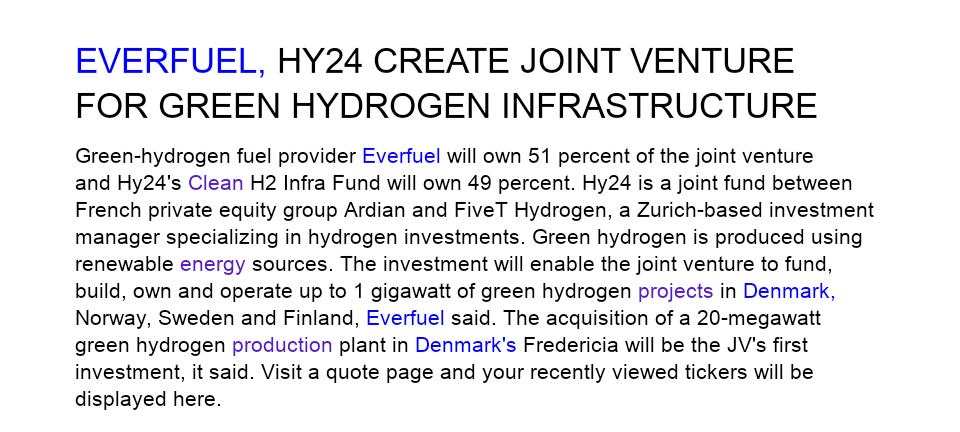 EVERFUEL, HY24 CREATE JOINT VENTURE
FOR GREEN HYDROGEN INFRASTRUCTURE
Green-hydrogen fuel provider Everfuel will own 51 percent of the joint venture
and Hy24's Clean H2 Infra Fund will own 49 percent. Hy24 is a joint fund between
French private equity group Ardian and FiveT Hydrogen, a Zurich-based investment
manager specializing in hydrogen investments. Green hydrogen is produced using
renewable energy sources. The investment will enable the joint venture to fund,
build, own and operate up to 1 gigawatt of green hydrogen projects in Denmark,
Norway, Sweden and Finland, Everfuel said. The acquisition of a 20-megawatt
green hydrogen production plant in Denmark's Fredericia will be the JV's first
investment, it said. Visit a quote page and your recently viewed tickers will be
displayed here.